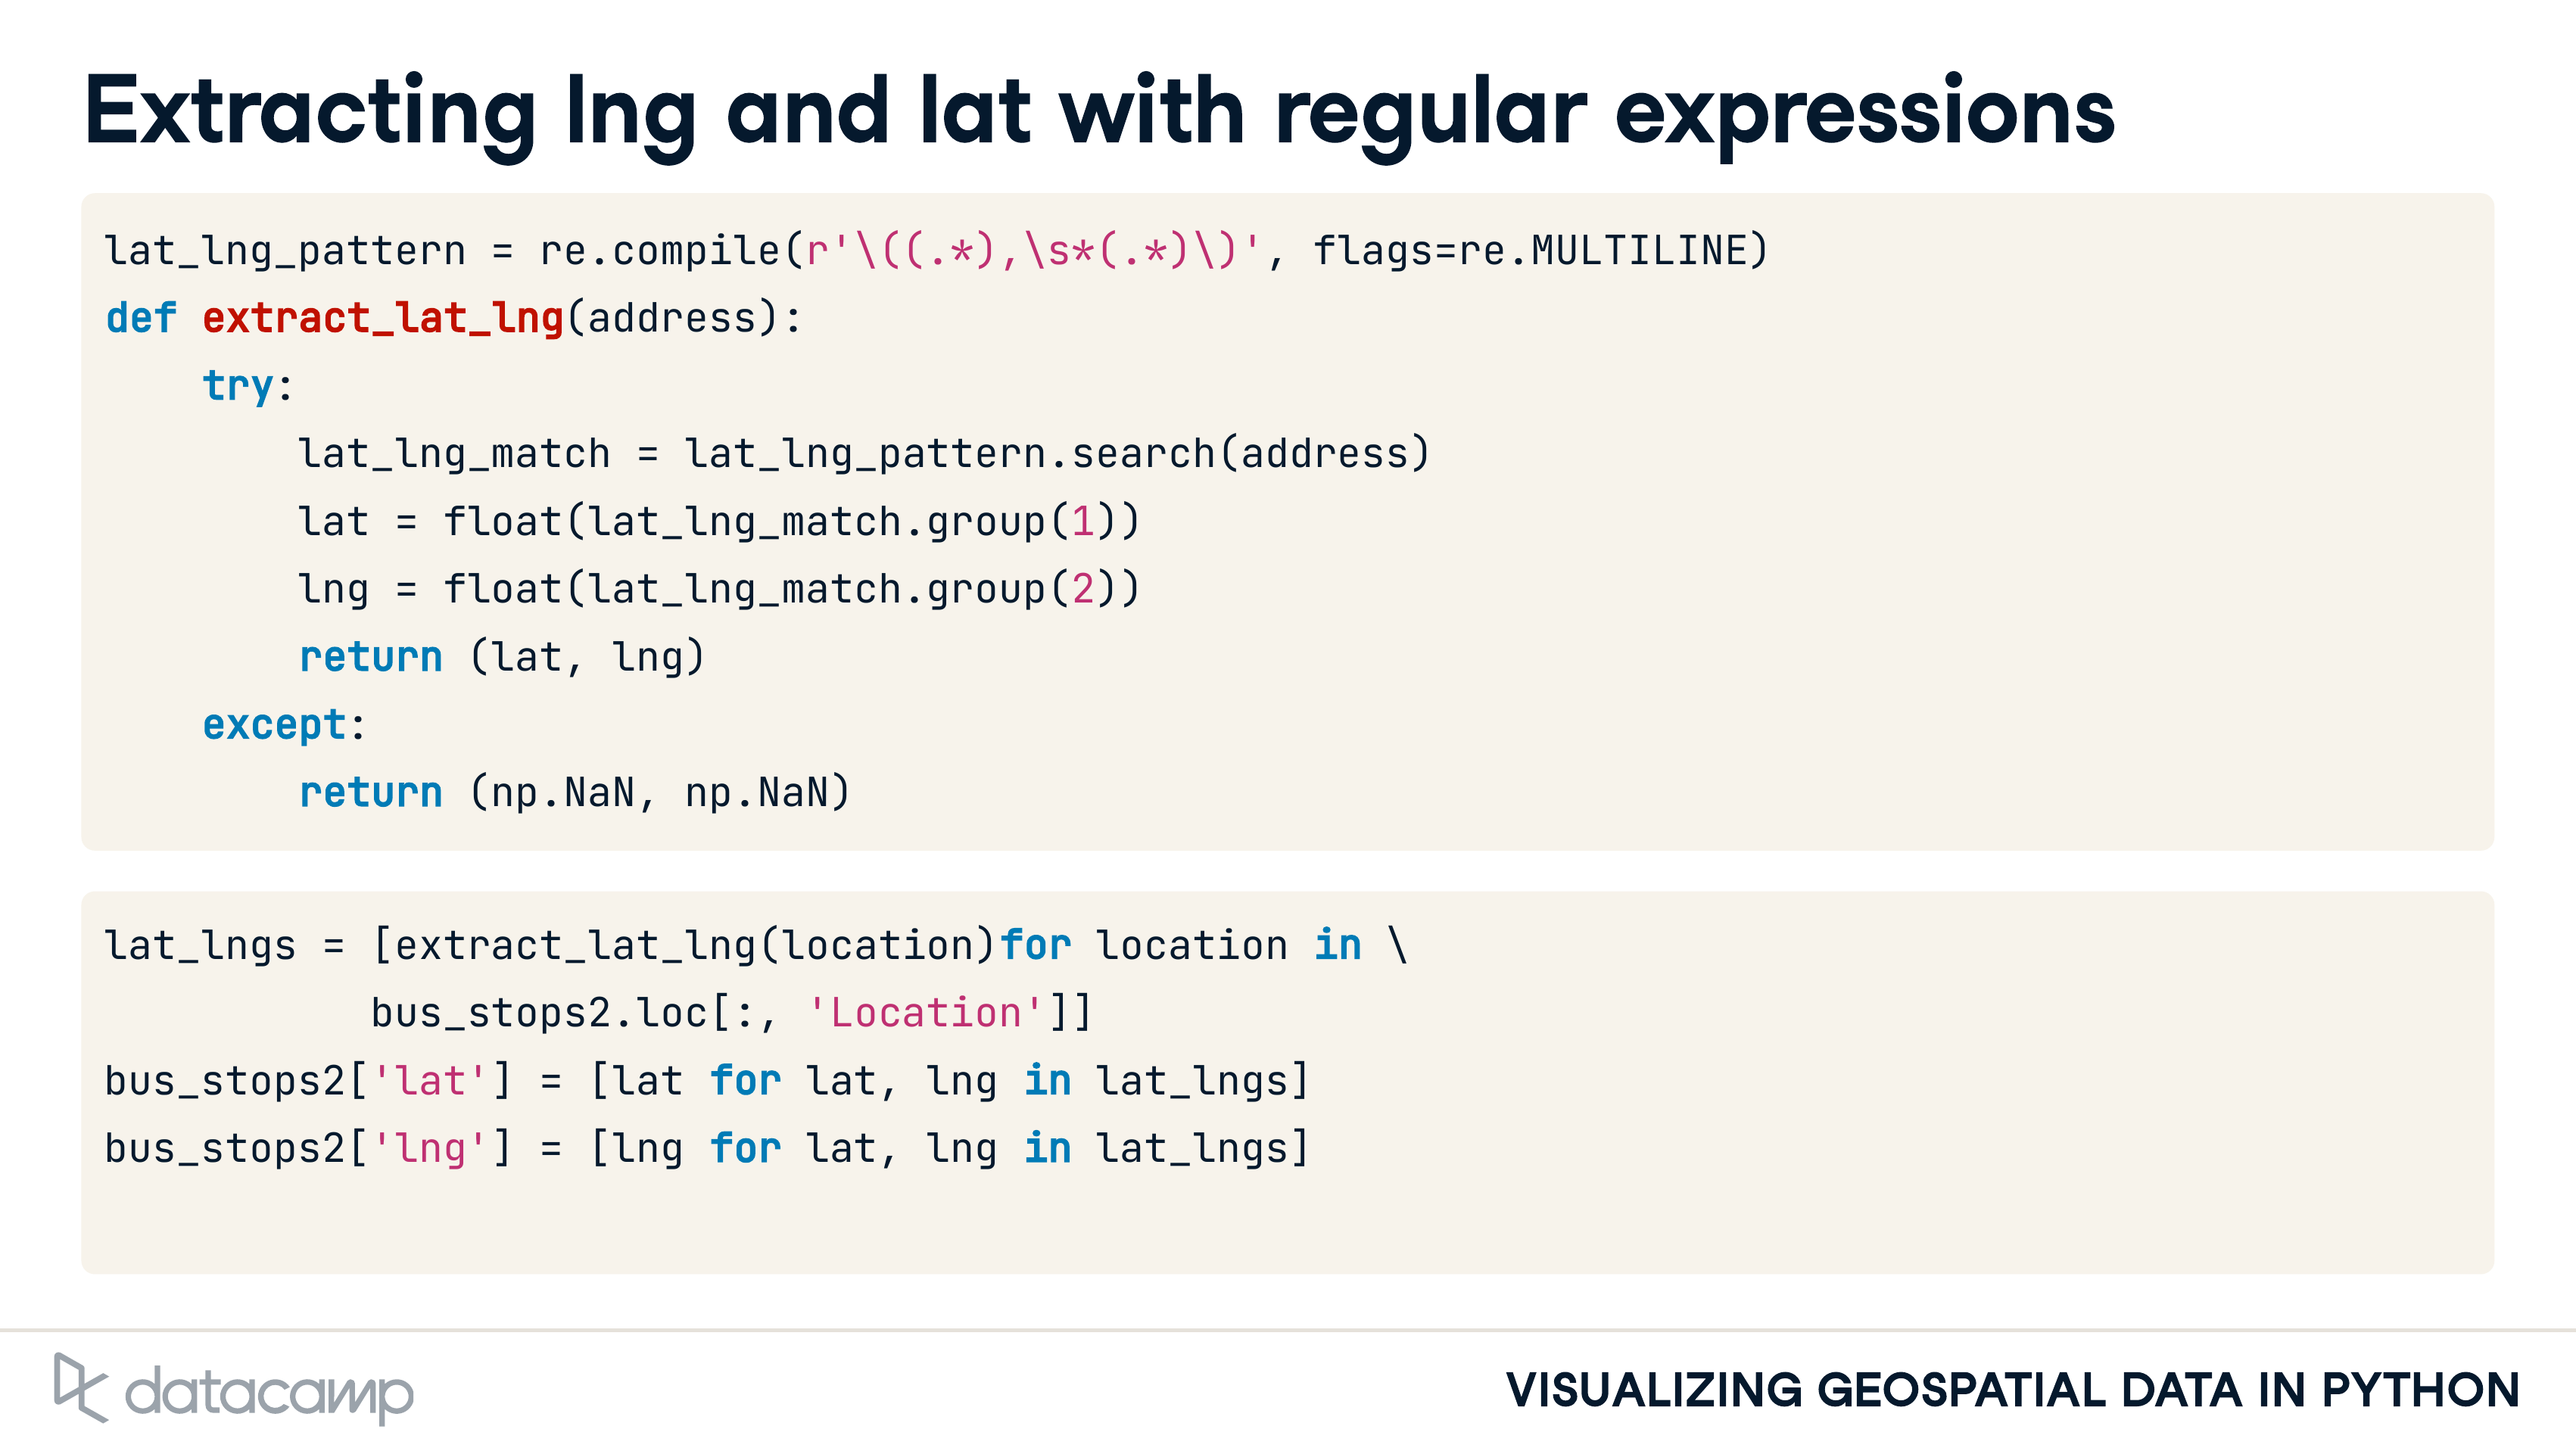 Extracting lng and lat with regular expressions
lat_lng_pattern = re.compile(r'\((.*),\s*(.*)\)', flags=re.MULTILINE)
def extract_lat_lng(address):
    try:
        lat_lng_match = lat_lng_pattern.search(address)
        lat = float(lat_lng_match.group(1))
        lng = float(lat_lng_match.group(2))
        return (lat, lng)
    except:
        return (np.NaN, np.NaN)
lat_lngs = [extract_lat_lng(location)for location in \
           bus_stops2.loc[:, 'Location']]
bus_stops2['lat'] = [lat for lat, lng in lat_lngs]
bus_stops2['lng'] = [lng for lat, lng in lat_lngs]
datacamp
VISUALIZING GEOSPATIAL DATA IN PYTHON